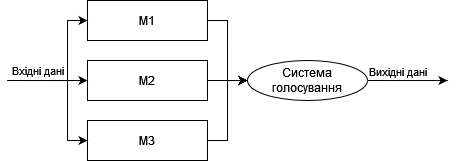 M1
Вхідні дані
M2
Система
голосування
Вихідні дані
M3